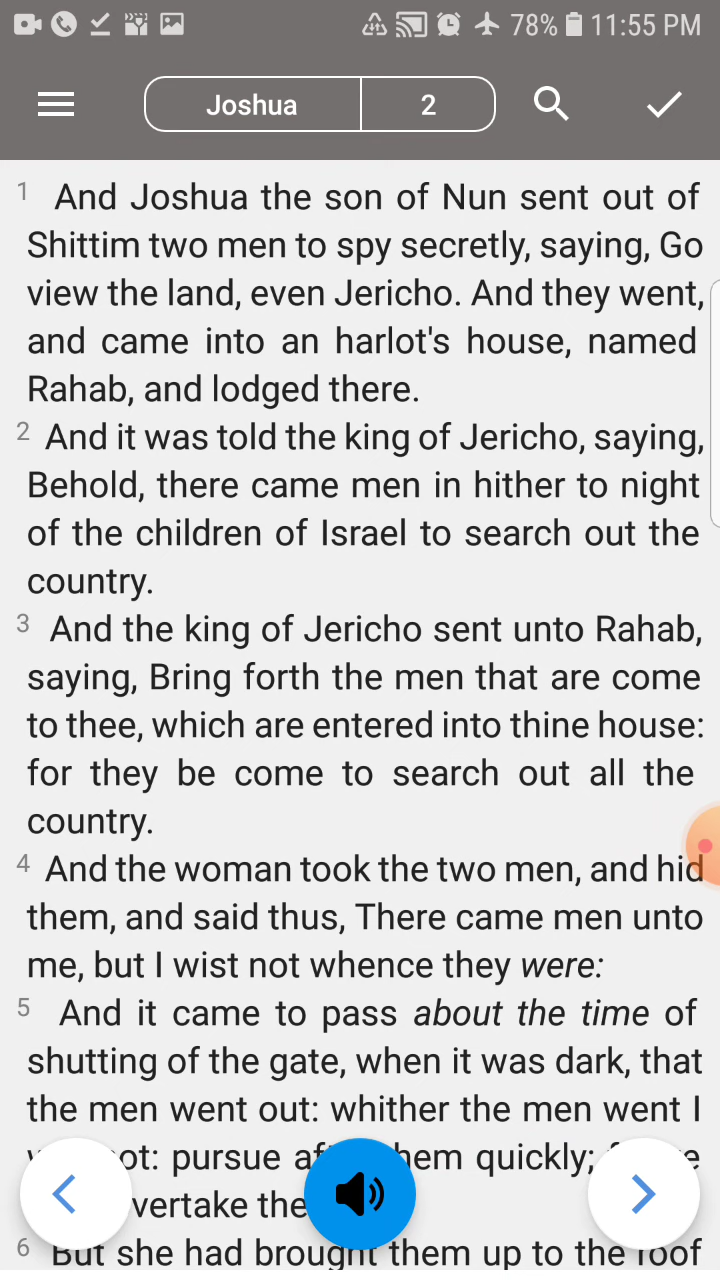 78% 11:55 PM
Joshua 2
1 And Joshua the son of Nun sent out of
Shittim two men to spy secretly, saying, Go
view the land, even Jericho. And they went,
and came into an harlot's house, named
Rahab, and lodged there.
2 And it was told the king of Jericho, saying,
Behold, there came men in hither to night
of the children of Israel to search out the
country.
3 And the king of Jericho sent unto Rahab,
saying, Bring forth the men that are come
to thee, which are entered into thine house:
for they be come to search out all the
country.
4 And the woman took the two men, and hid
them, and said thus, There came men unto
me, but I wist not whence they were:
5 And it came to pass about the time of
shutting of the gate, when it was dark, that
the men went out: whither the men went I
pursue quickly;
6 But she had brought them up to the roof